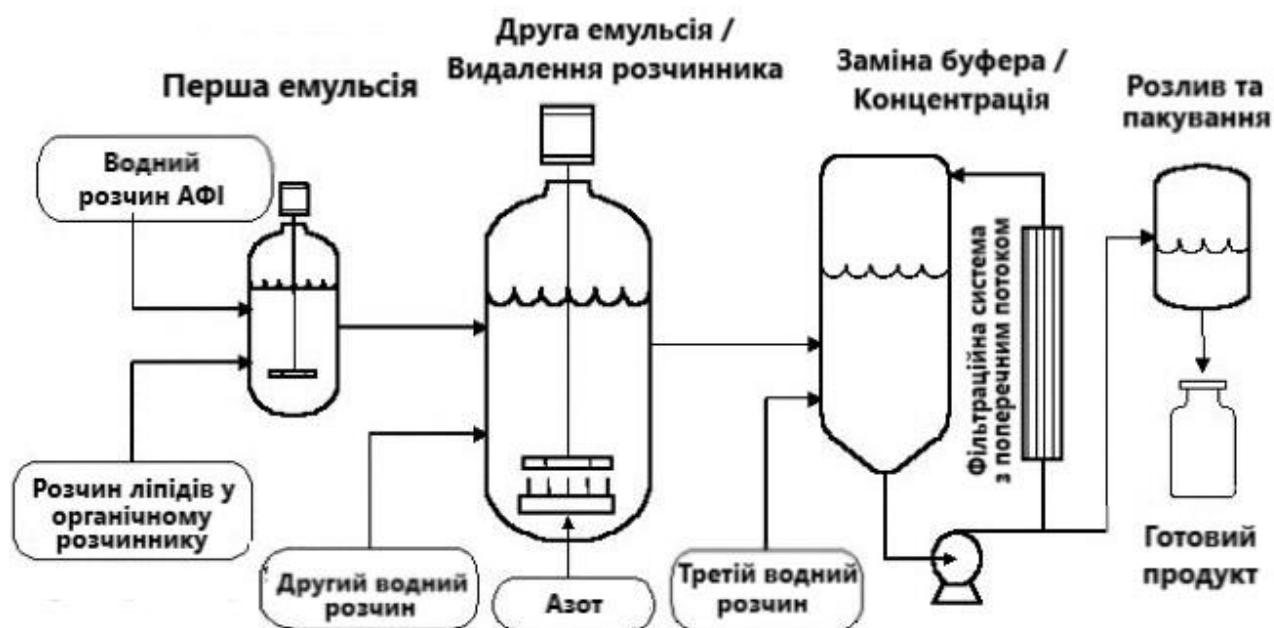 Перша емульсія
Друга емульсія /
Видалення розчинника
Заміна буфера /
Концентрація
Розлив та
пакування
Водний
розчин АФІ
Розчин ліпідів у
органічному
розчиннику
Другий водний
розчин
Азот
Третій водний
розчин
Фільтраційна система
з поперечним потоком
Готовий
продукт